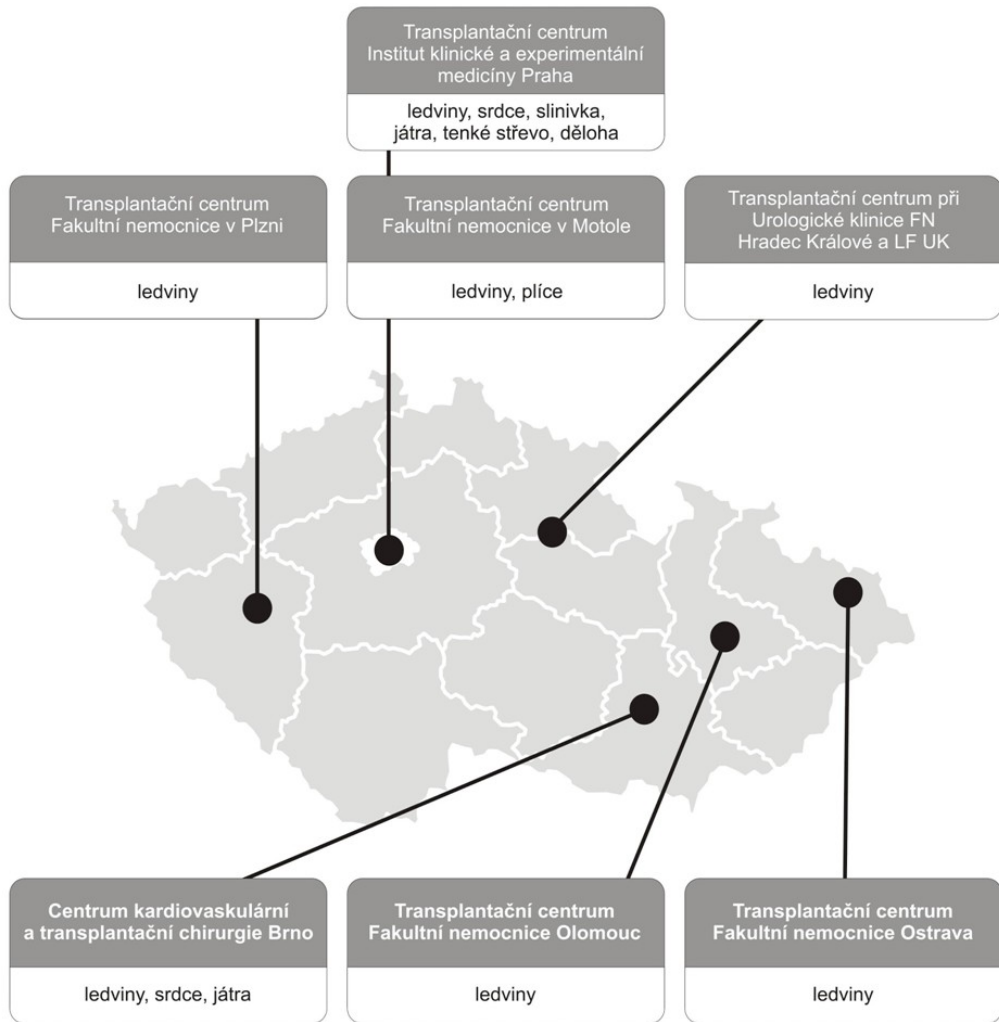 Transplantační centrum
Institut klinické a experimentální
medicíny Praha
ledviny, srdce, slinivka,
játra, tenké střevo, děloha
Transplantační centrum
Fakultní nemocnice v Plzni
ledviny
Transplantační centrum
Fakultní nemocnice v Motole
ledviny, plíce
Transplantační centrum při
Urologické klinice FN
Hradec Králové a LF UK
ledviny
Centrum kardiovaskulární
a transplantační chirurgie Brno
ledviny, srdce, játra
Transplantační centrum
Fakultní nemocnice Olomouc
ledviny
Transplantační centrum
Fakultní nemocnice Ostrava
ledviny